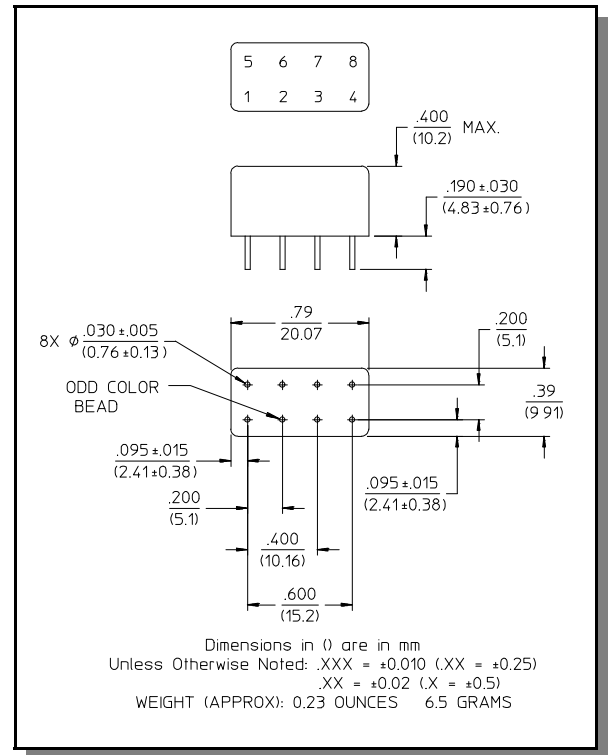 5 6 7 8
1 2 3 4
.400
(10.2)
MAX.
.190±.030
(4.83±0.76)
.79
20.07
.200
(5.1)
8X ϕ .030±.005
(0.76±0.13)
ODD COLOR
BEAD
.39
(9.91)
.095±.015
(2.41±0.38)
.095±.015
(2.41±0.38)
.200
(5.1)
.400
(10.16)
.600
(15.2)
Dimensions in () are in mm
Unless Otherwise Noted: .XXX = ±0.010 (.XX = ±0.25)
.XX = ±0.02 (.X = ±0.5)
WEIGHT (APPROX): 0.23 OUNCES 6.5 GRAMS